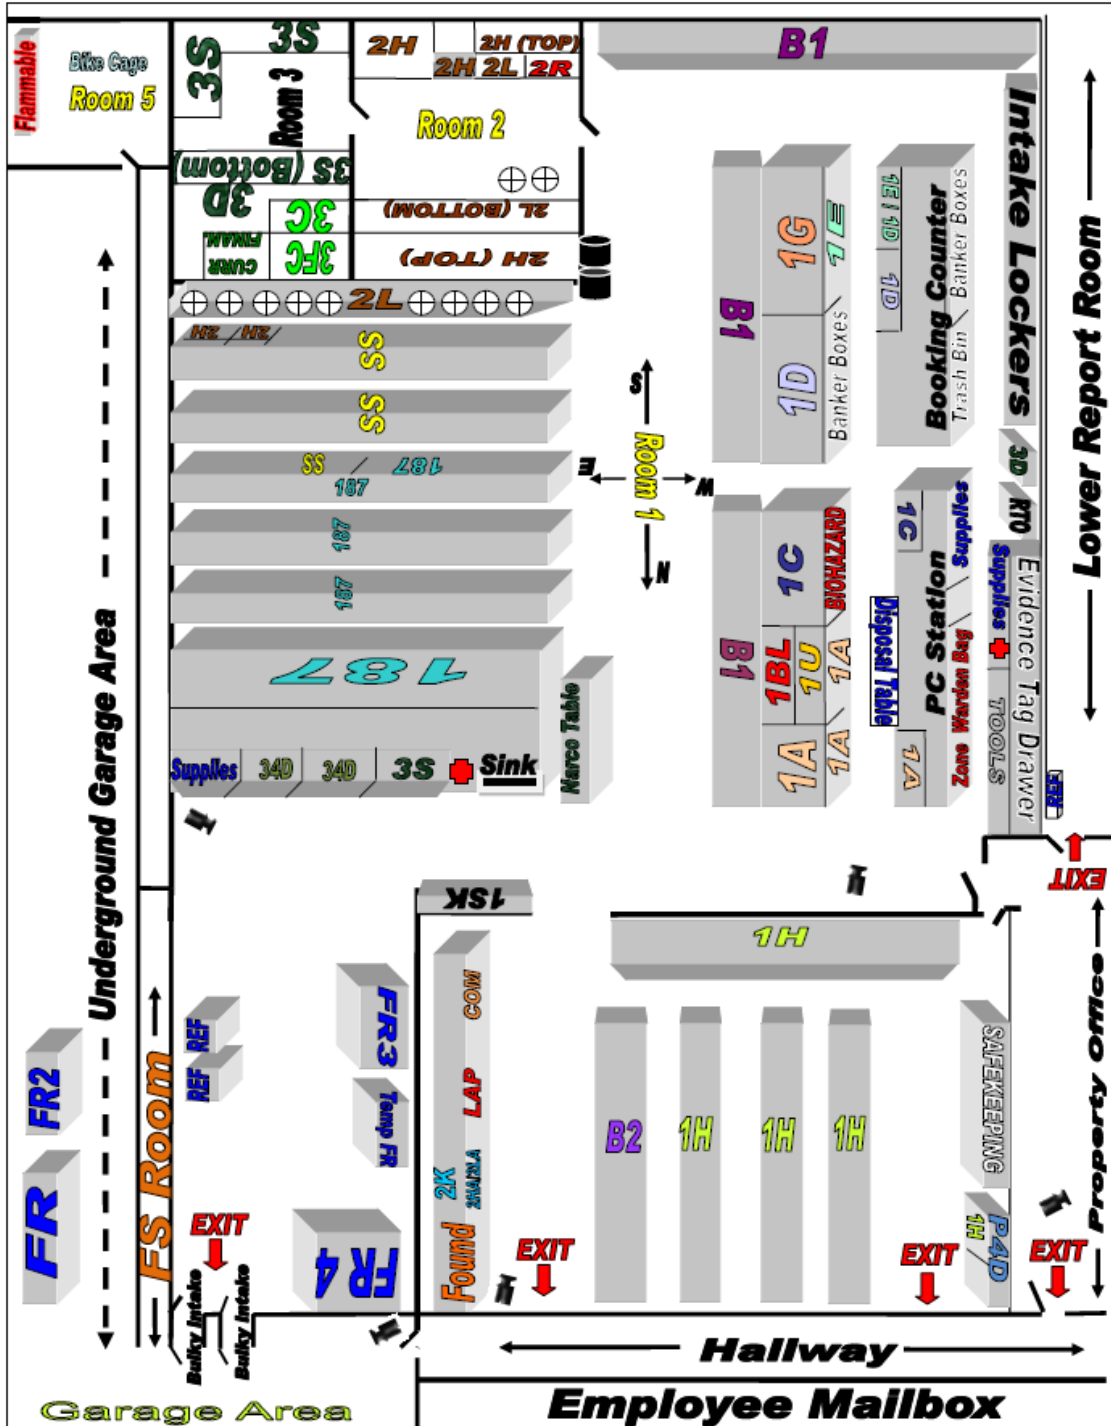 Flammable
Bike Cage
Room 5
3S
3S
Room 3
3S (Bottom)
3D
3C
CURR FINAN.
3FC
2H
2H (TOP)
2H
2L
2R
Room 2
2L (BOTTOM)
2H (TOP)
B1
2L
2H / 2H /
SS
SS
SS / 187
187
187
187
187
Supplies
34D
34D
3S
Sink
Narco Table
S
E
Room 1
W
N
B1
1G
1E
1D
Banker Boxes
1E | 1D
1D
Booking Counter
Trash Bin / Banker Boxes
Intake Lockers
3D
RTO
Lower Report Room
B1
1C
BIOHAZARD
1BL
1U
1A
1A
1A
Disposal Table
1C
PC Station
Supplies
Zone Warden Bag
1A
Supplies
TOOLS
Evidence Tag Drawer
REF
EXIT
Underground Garage Area
FR2
FR
FS Room
REF
REF
FR3
Temp FR
FR 4
EXIT
Bulky Intake
Bulky Intake
1SK
COM
LAP
2K
2HA/2LA
Found
EXIT
1H
B2
1H
1H
1H
SAFEKEEPING
P4D
1H /
EXIT
EXIT
Property Office
Hallway
Employee Mailbox
Garage Area